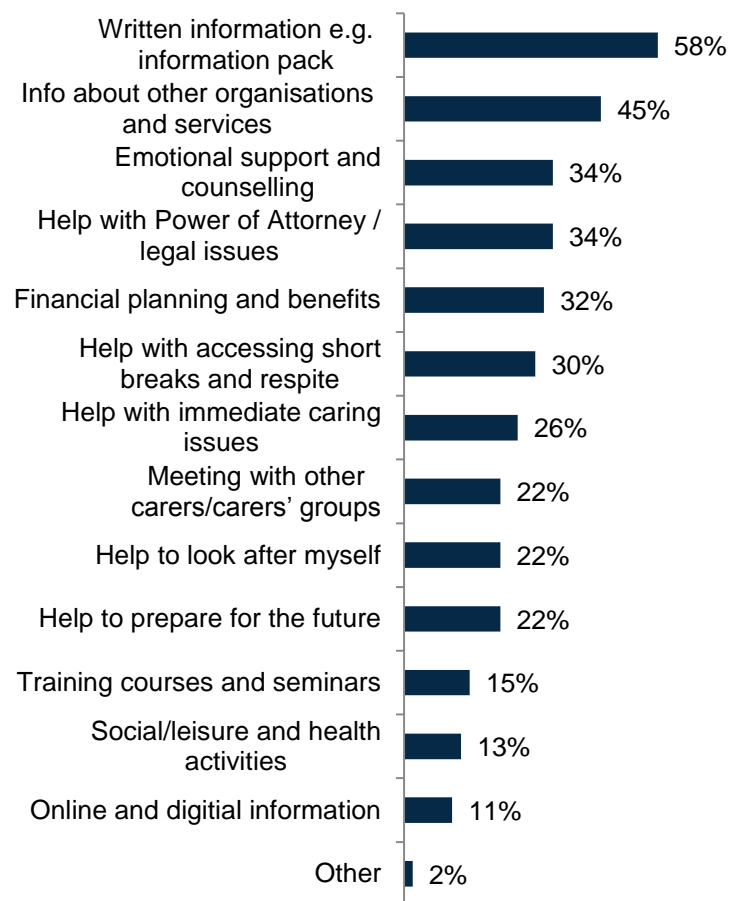 Written information e.g.
information pack
58%
Info about other organisations
and services
45%
Emotional support and
counselling
34%
Help with Power of Attorney /
legal issues
34%
Financial planning and benefits
32%
Help with accessing short
breaks and respite
30%
Help with immediate caring
issues
26%
Meeting with other
carers/carers’ groups
22%
Help to look after myself
22%
Help to prepare for the future
22%
Training courses and seminars
15%
Social/leisure and health
activities
13%
Online and digitial information
11%
Other
2%